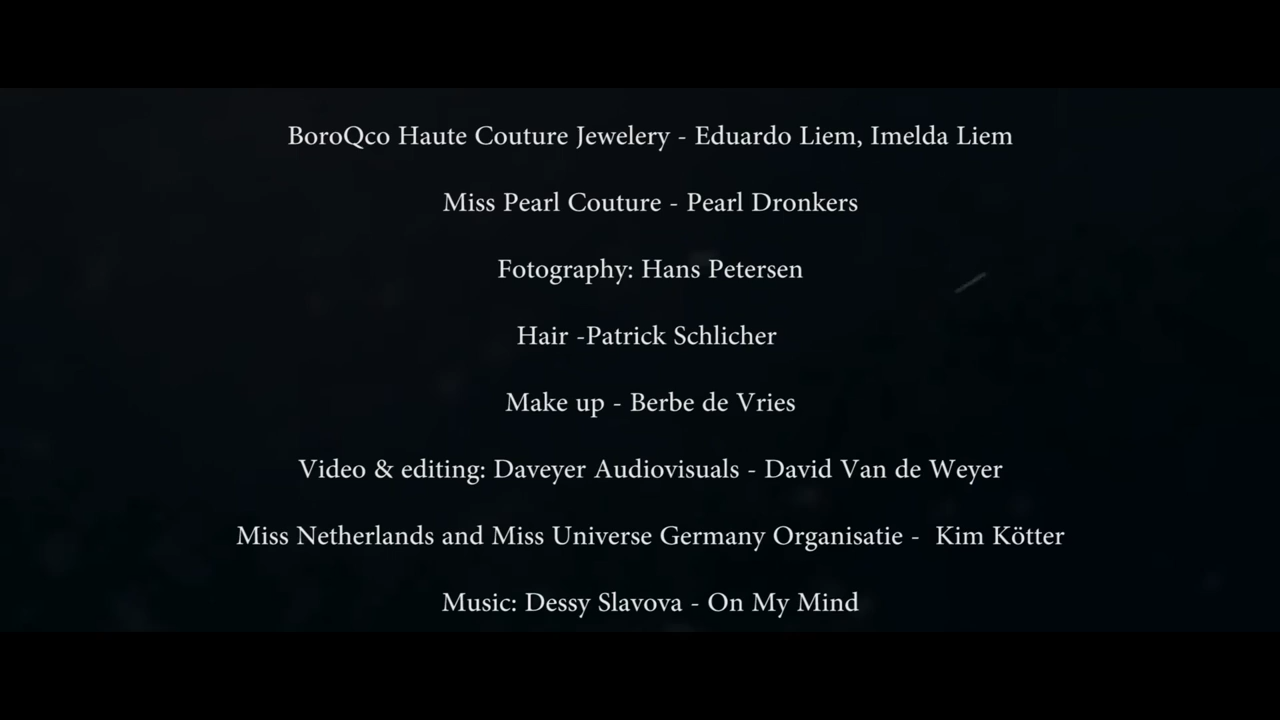 BoroQco Haute Couture Jewelery - Eduardo Liem, Imelda Liem
Miss Pearl Couture - Pearl Dronkers
Fotography: Hans Petersen
Hair -Patrick Schlicher
Make up - Berbe de Vries
Video & editing: Daveyer Audiovisuals - David Van de Weyer
Miss Netherlands and Miss Universe Germany Organisatie -  Kim Kötter
Music: Dessy Slavova - On My Mind